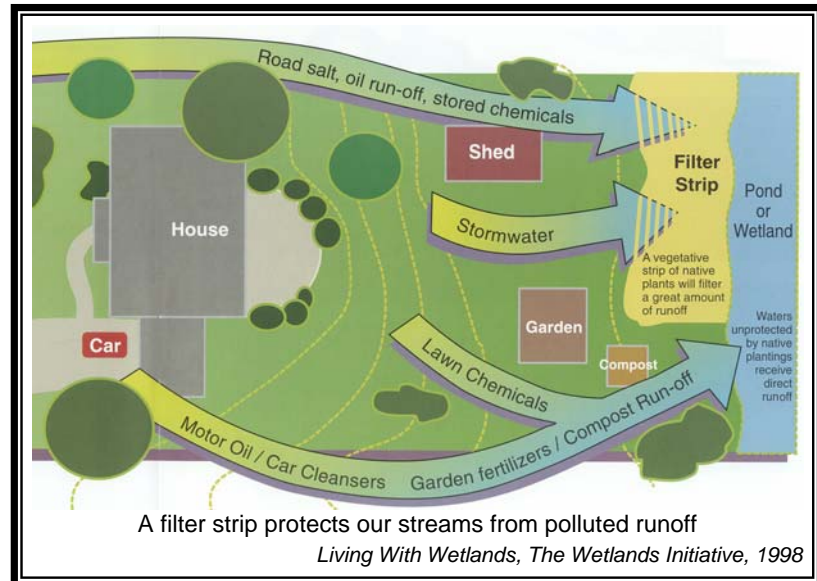 Road salt, oil run-off, stored chemicals
Shed
Filter
Strip
Pond
or
Wetland
House
Stormwater
A vegetative
strip of native
plants will filter
a great amount
of runoff
Garden
Waters
unprotected
by native
plantings
receive
direct
runoff
Car
Compost
Lawn Chemicals
Motor Oil / Car Cleansers
Garden fertilizers / Compost Run-off
A filter strip protects our streams from polluted runoff
Living With Wetlands, The Wetlands Initiative, 1998